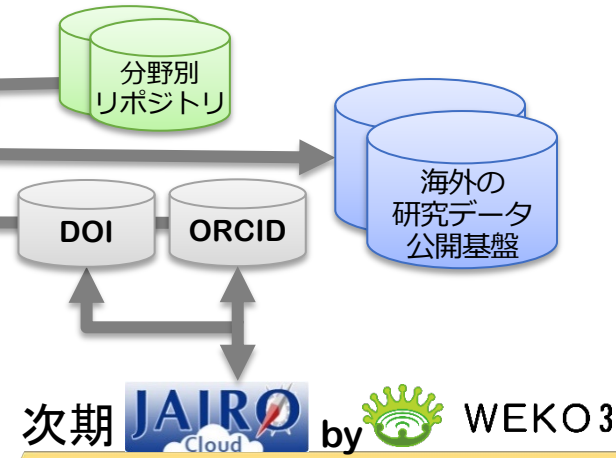 分野別
リポジトリ
海外の
研究データ
公開基盤
DOI
ORCID
次期 JAIRO Cloud by WEKO3